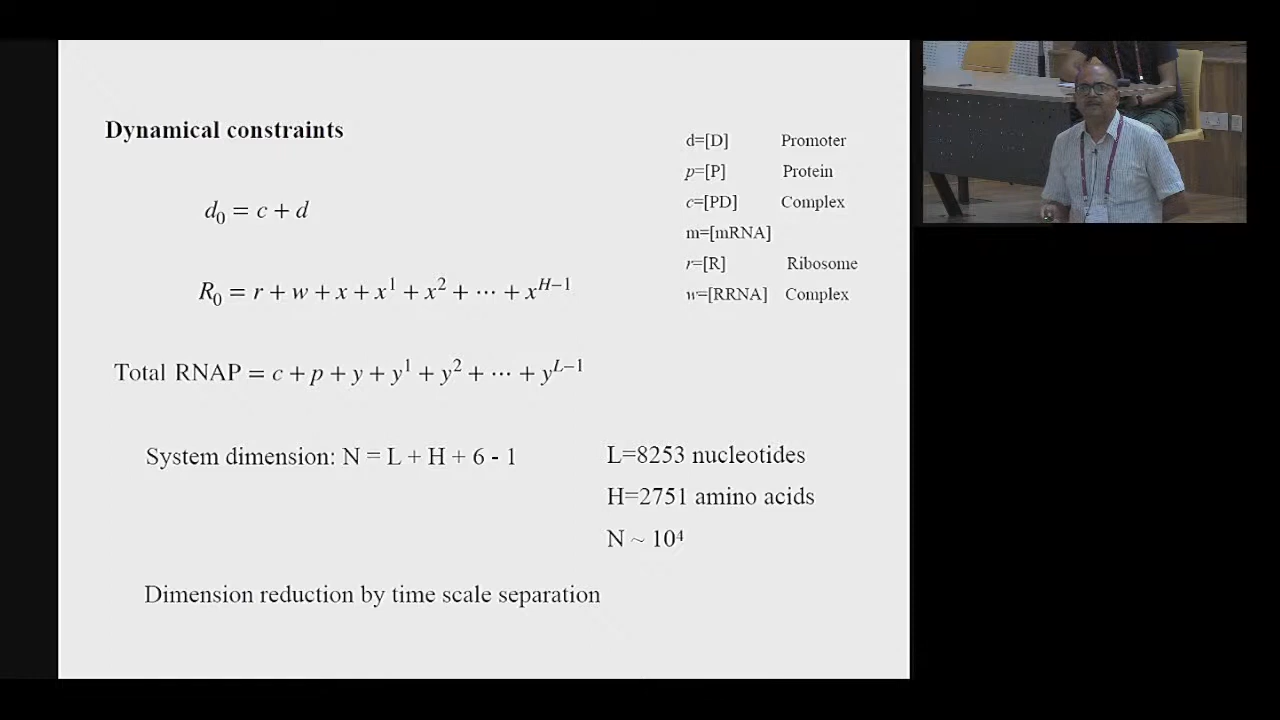 Dynamical constraints
d₀ = c + d
R₀ = r + w + x + x¹ + x² + ⋯ + x^{H−1}
Total RNAP = c + p + y + y¹ + y² + ⋯ + y^{L−1}
d=[D] Promoter
p=[P] Protein
c=[PD] Complex
m=[mRNA]
r=[R] Ribosome
w=[RRNA] Complex
System dimension: N = L + H + 6 - 1
L=8253 nucleotides
H=2751 amino acids
N ~ 10⁴
Dimension reduction by time scale separation